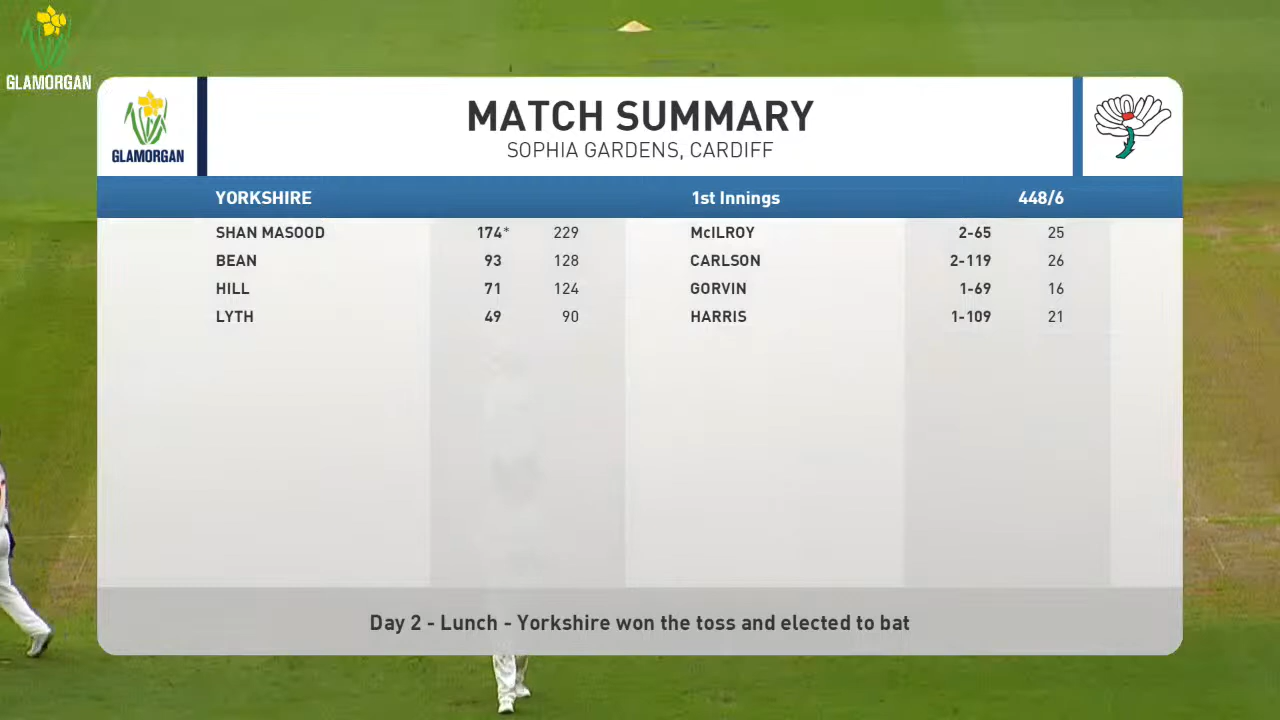 GLAMORGAN
GLAMORGAN
MATCH SUMMARY
SOPHIA GARDENS, CARDIFF
YORKSHIRE 1st Innings 448/6
SHAN MASOOD 174* 229 McILROY 2-65 25
BEAN 93 128 CARLSON 2-119 26
HILL 71 124 GORVIN 1-69 16
LYTH 49 90 HARRIS 1-109 21
Day 2 - Lunch - Yorkshire won the toss and elected to bat